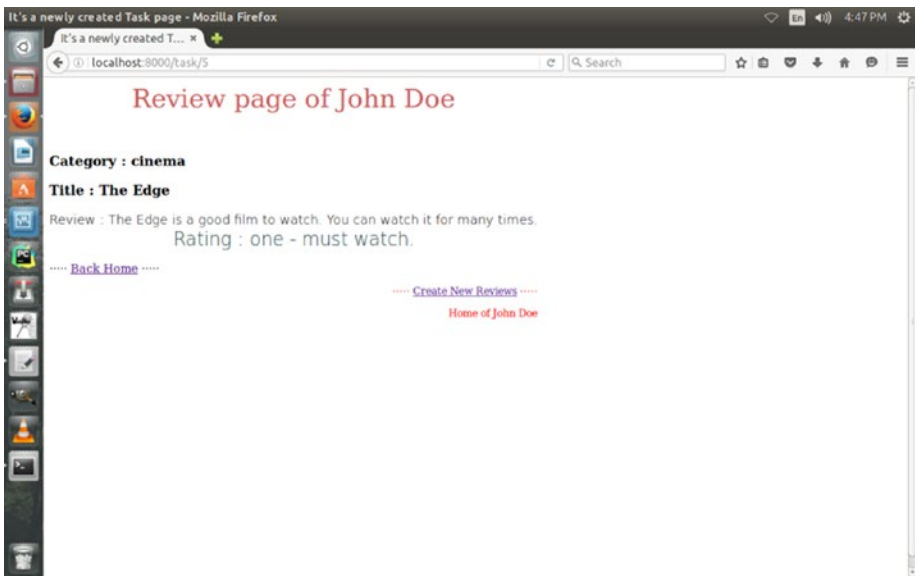 It's a newly created Task page - Mozilla Firefox
En
4:47 PM
It's a newly created T...
localhost:8000/task/5
Search
Review page of John Doe
Category : cinema
Title : The Edge
Review : The Edge is a good film to watch. You can watch it for many times.
Rating : one - must watch.
----- Back Home -----
----- Create New Reviews -----
Home of John Doe